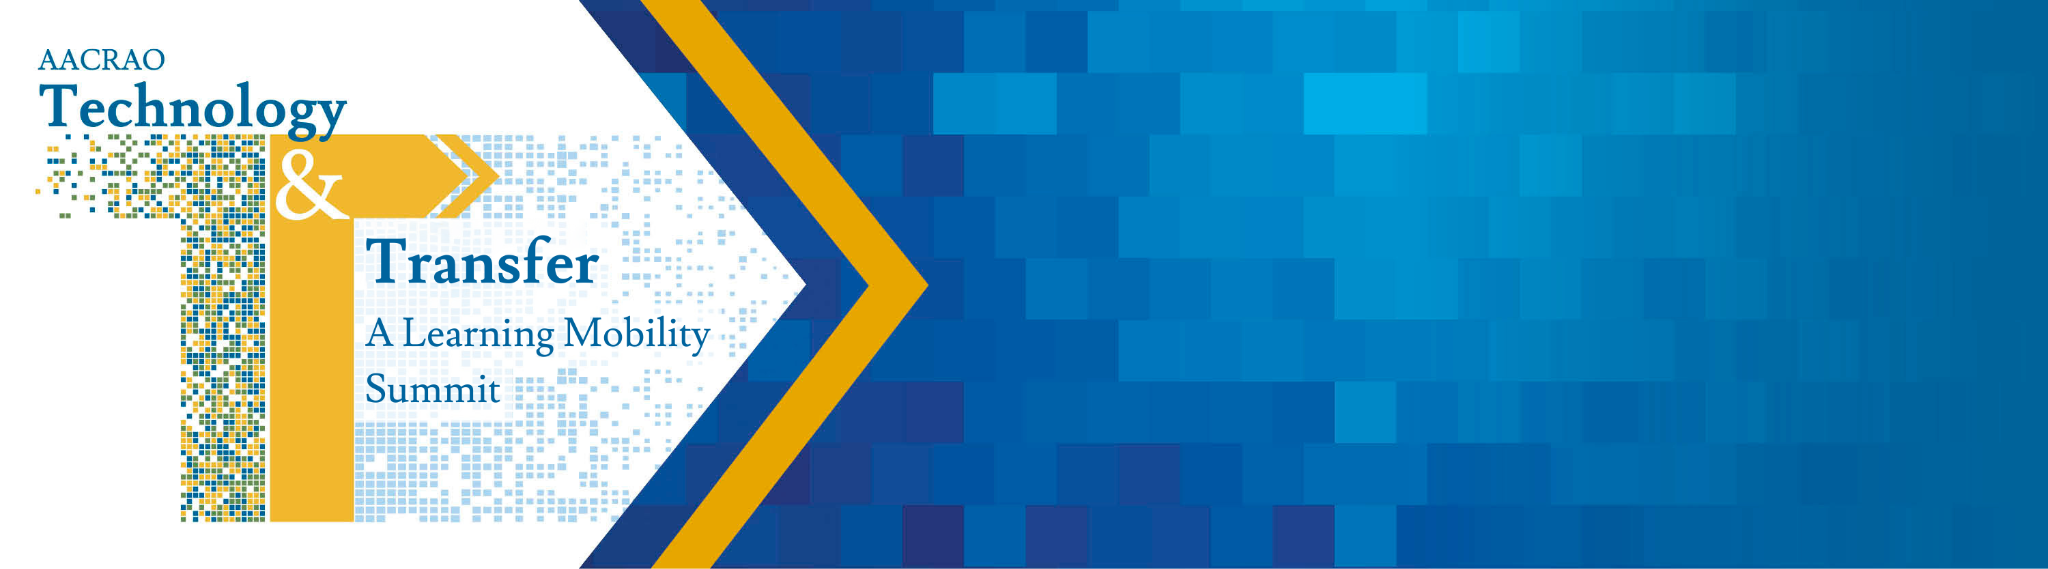 AACRAO
Technology
&
Transfer
A Learning Mobility
Summit